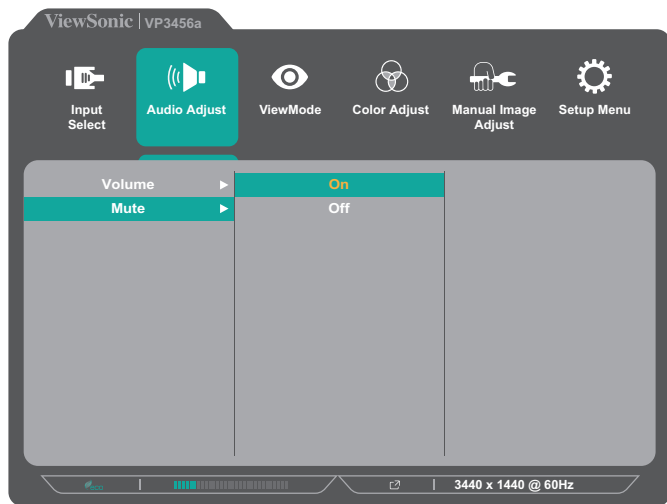 ViewSonic | VP3456a
Input Select
Audio Adjust
ViewMode
Color Adjust
Manual Image Adjust
Setup Menu
Volume
On
Mute
Off
3440 x 1440 @ 60Hz